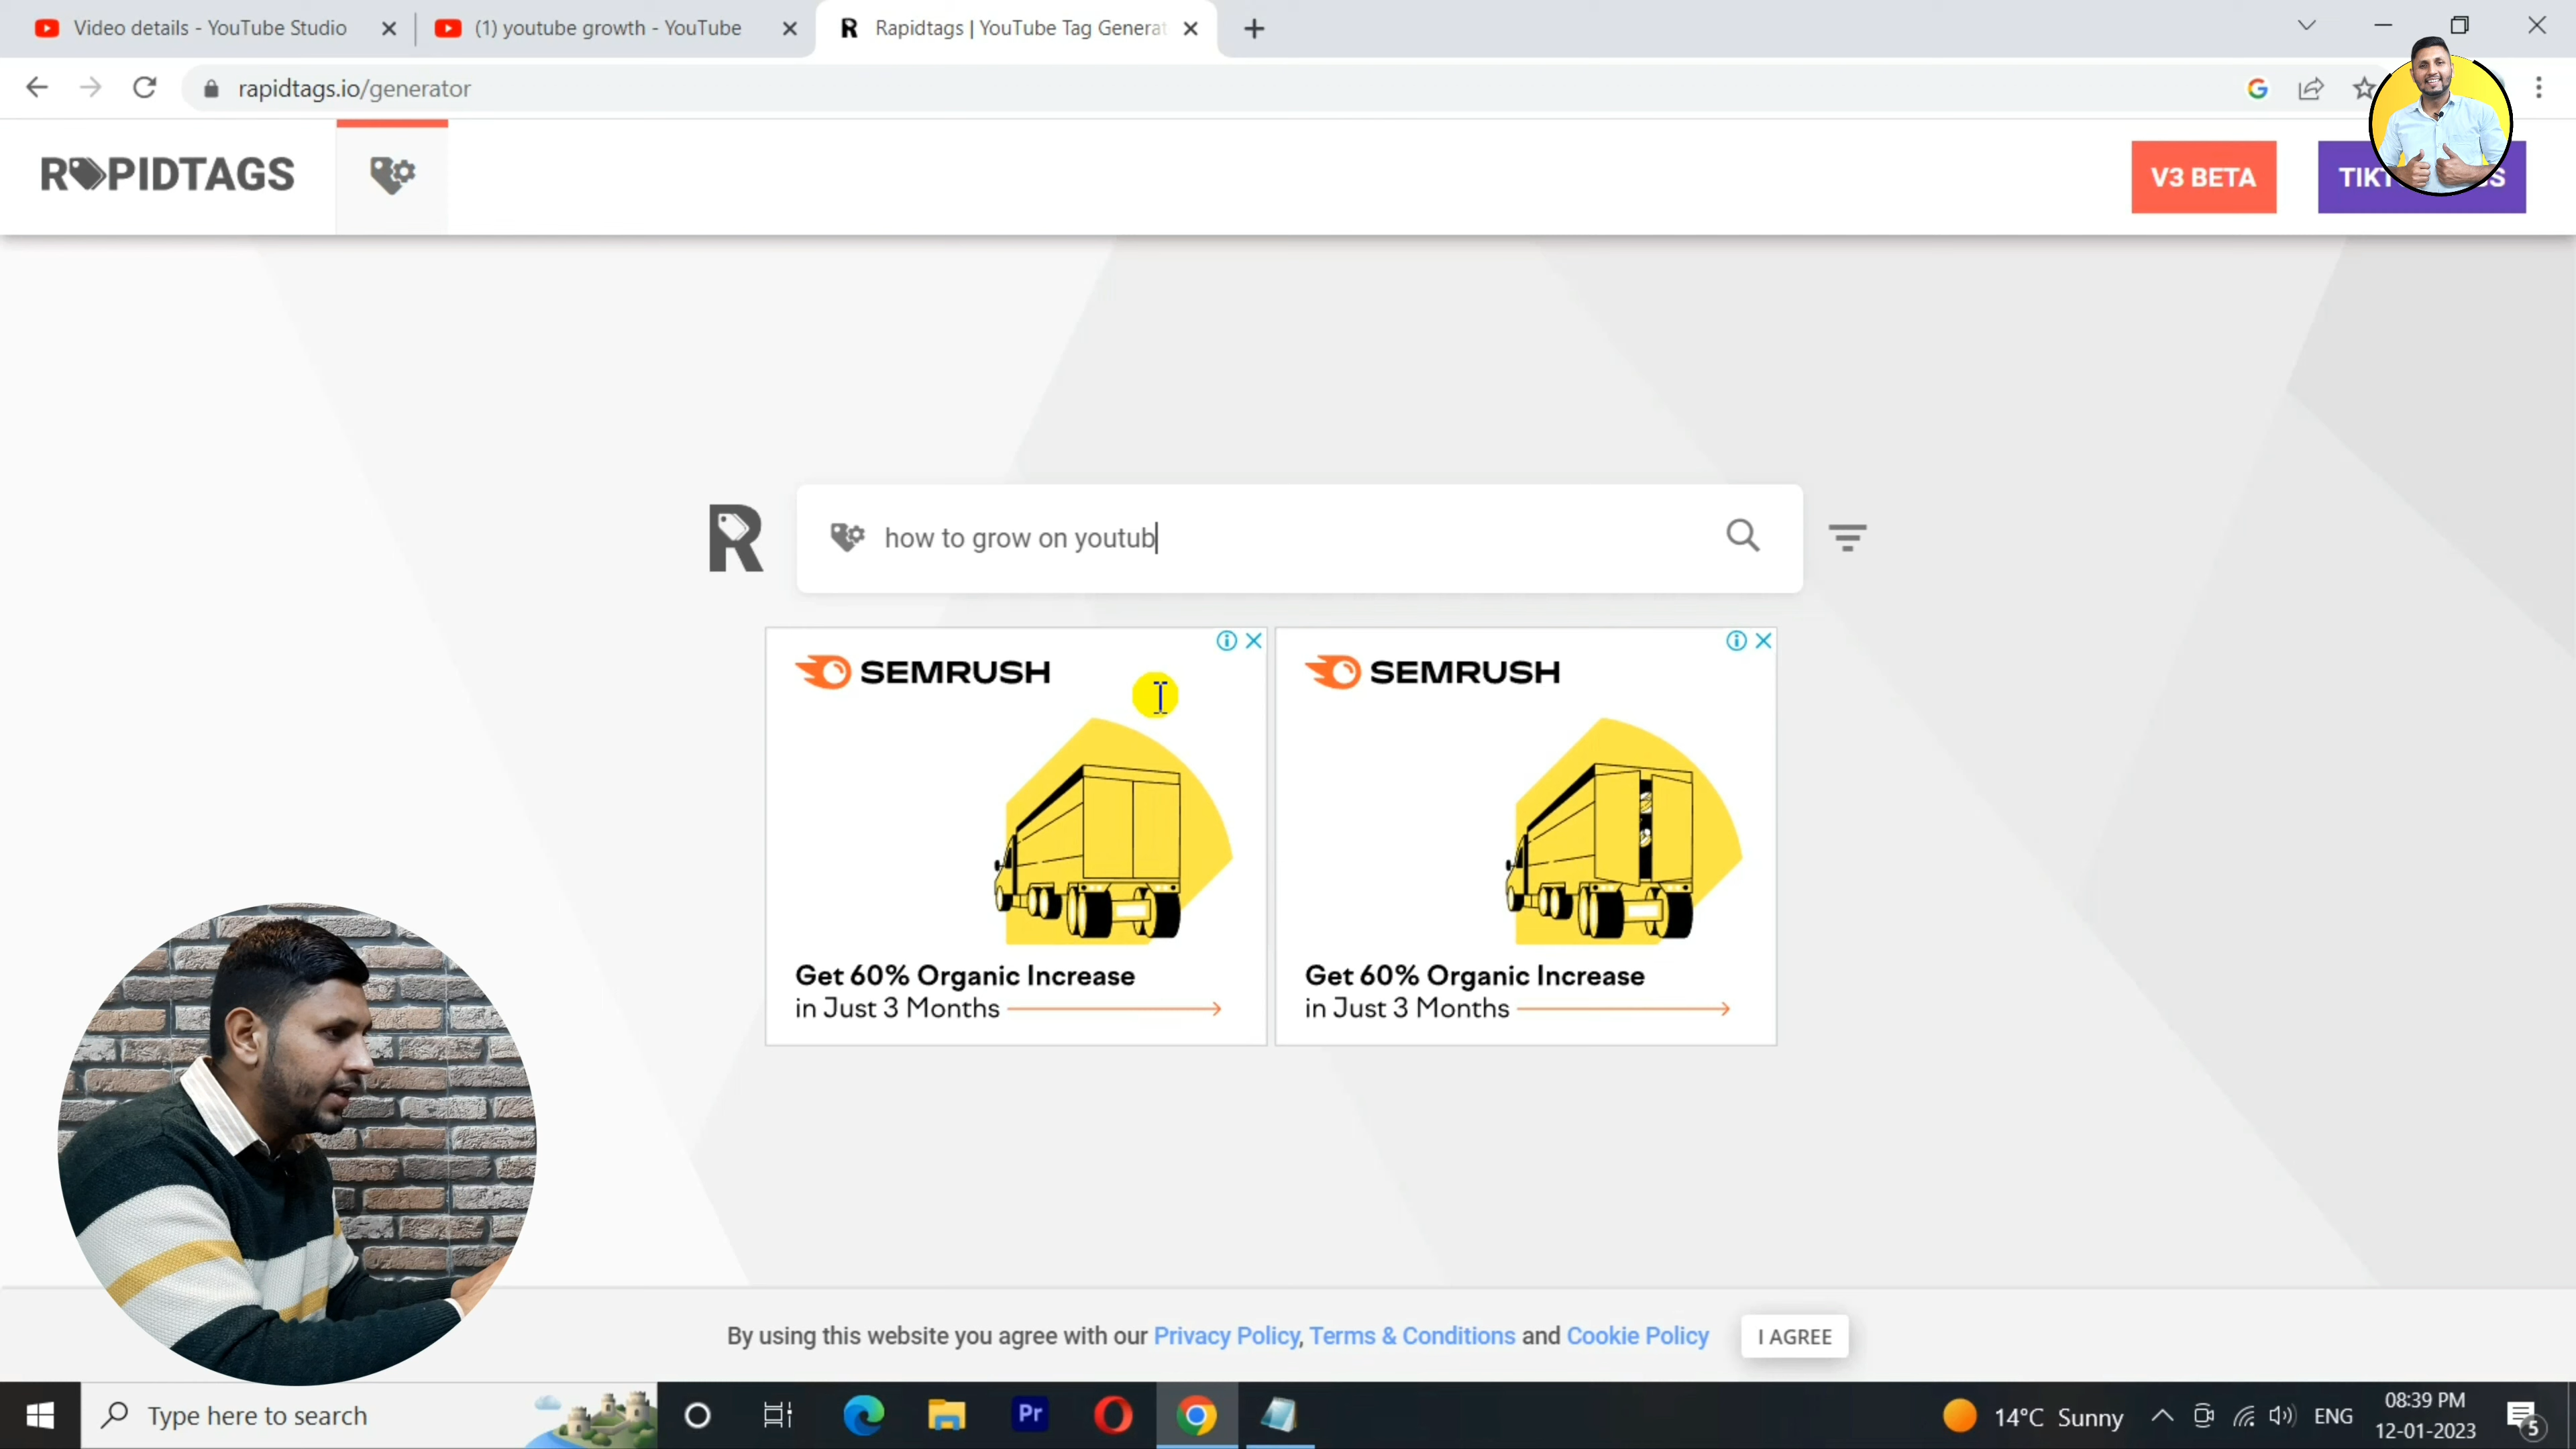 Video details - YouTube Studio
(1) youtube growth - YouTube
Rapidtags | YouTube Tag Generat
rapidtags.io/generator
RAPIDTAGS
V3 BETA
how to grow on youtub
SEMRUSH
Get 60% Organic Increase
in Just 3 Months
SEMRUSH
Get 60% Organic Increase
in Just 3 Months
By using this website you agree with our Privacy Policy, Terms & Conditions and Cookie Policy
I AGREE
Type here to search
Pr
14°C Sunny
ENG
08:39 PM
12-01-2023
5